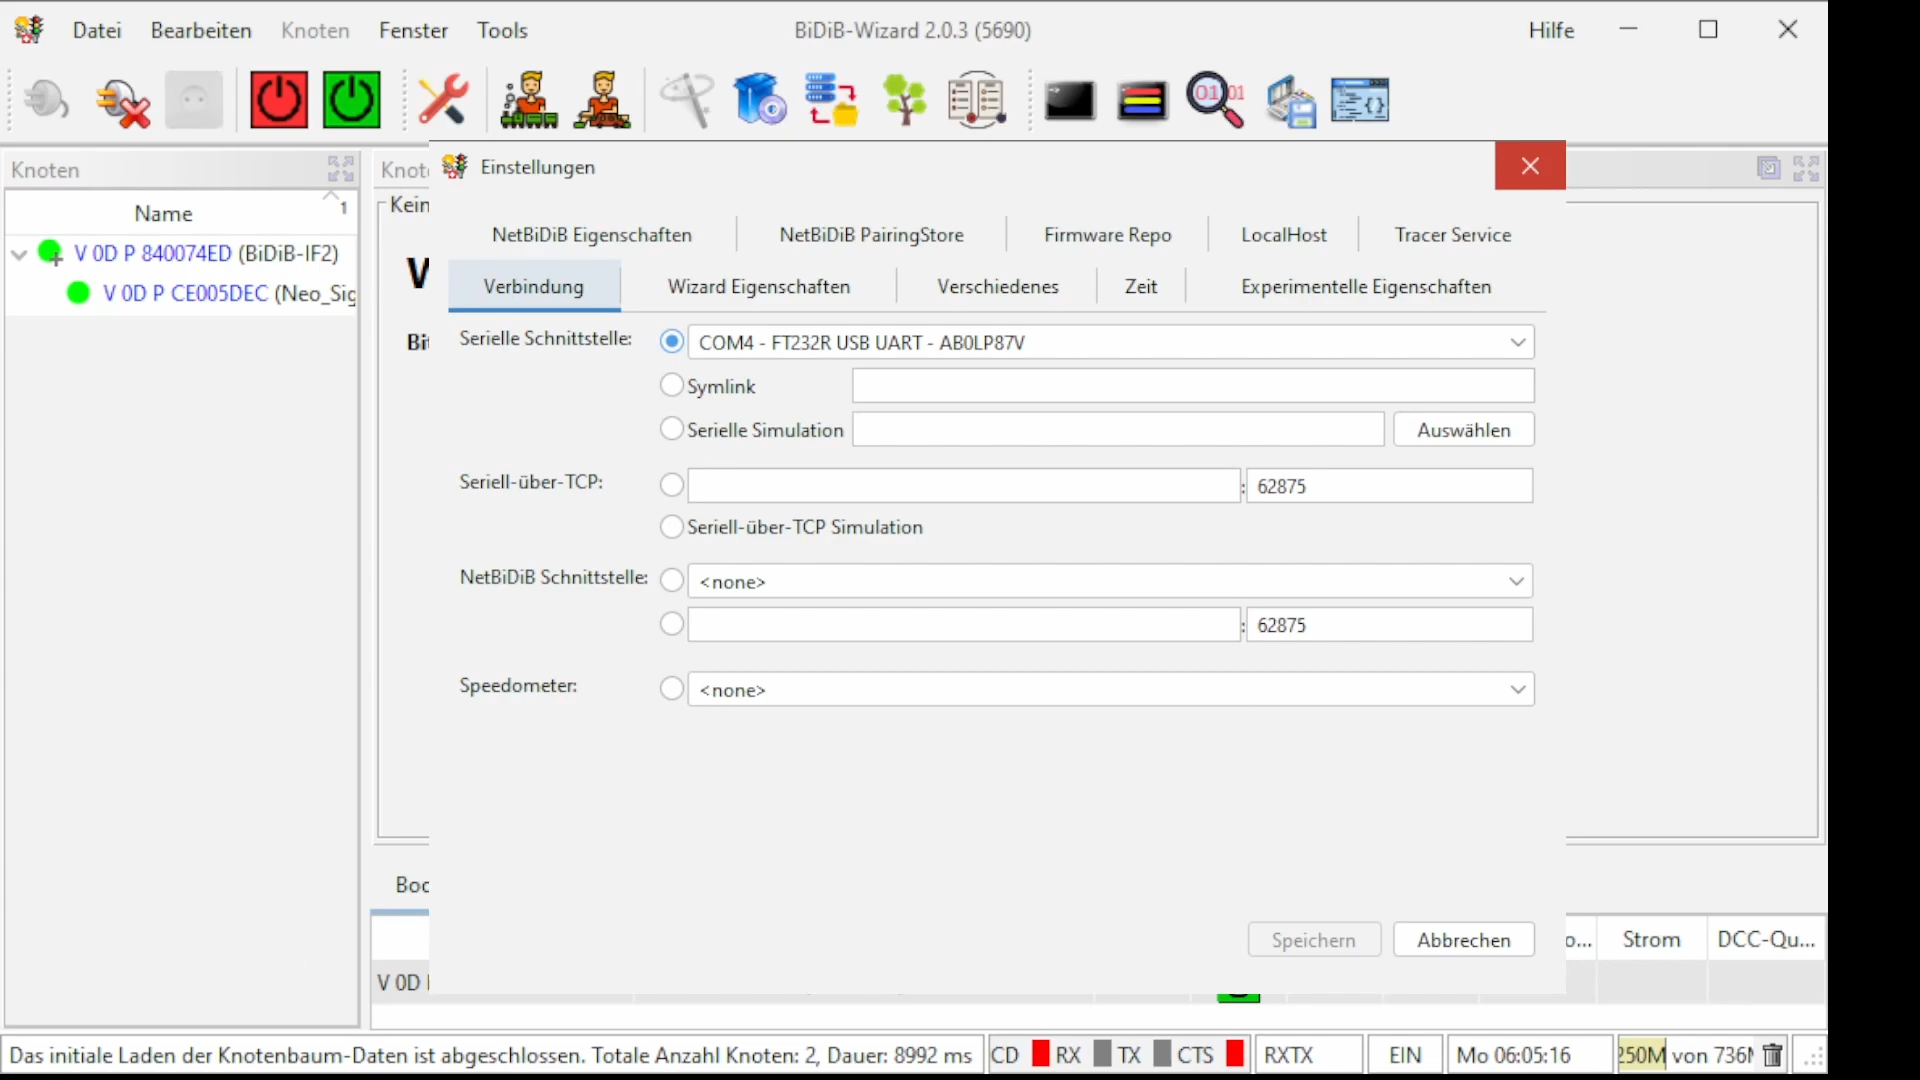 Datei Bearbeiten Knoten Fenster Tools BiDiB-Wizard 2.0.3 (5690) Hilfe
Knoten
Name 1
V 0D P 840074ED (BiDiB-IF2)
V 0D P CE005DEC (Neo_Sig
Einstellungen
NetBiDiB Eigenschaften NetBiDiB PairingStore Firmware Repo LocalHost Tracer Service
Verbindung Wizard Eigenschaften Verschiedenes Zeit Experimentelle Eigenschaften
Serielle Schnittstelle: COM4 - FT232R USB UART - AB0LP87V
Symlink
Serielle Simulation Auswählen
Seriell-über-TCP: : 62875
Seriell-über-TCP Simulation
NetBiDiB Schnittstelle: <none>
: 62875
Speedometer: <none>
Speichern Abbrechen
Strom DCC-Qu...
V 0D
Das initiale Laden der Knotenbaum-Daten ist abgeschlossen. Totale Anzahl Knoten: 2, Dauer: 8992 ms CD RX TX CTS RXTX EIN Mo 06:05:16 250M von 736